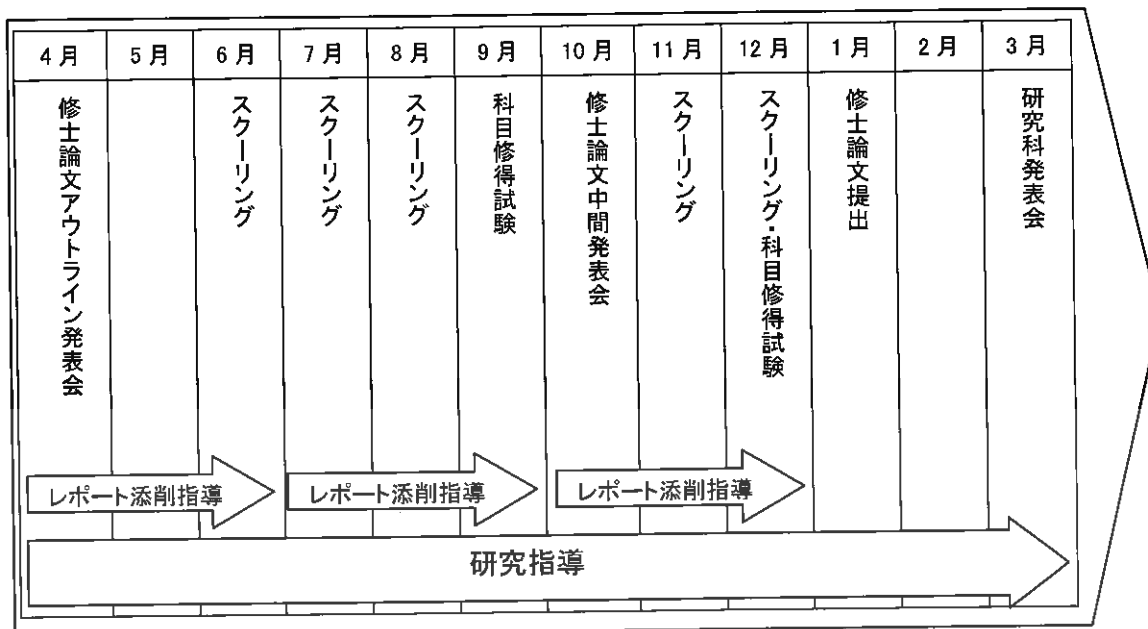 4月 5月 6月 7月 8月 9月 10月 11月 12月 1月 2月 3月
修士論文アウトライン発表会
スクーリング
スクーリング
スクーリング
科目修得試験
修士論文中間発表会
スクーリング
スクーリング・科目修得試験
修士論文提出
研究科発表会
レポート添削指導
レポート添削指導
レポート添削指導
研究指導